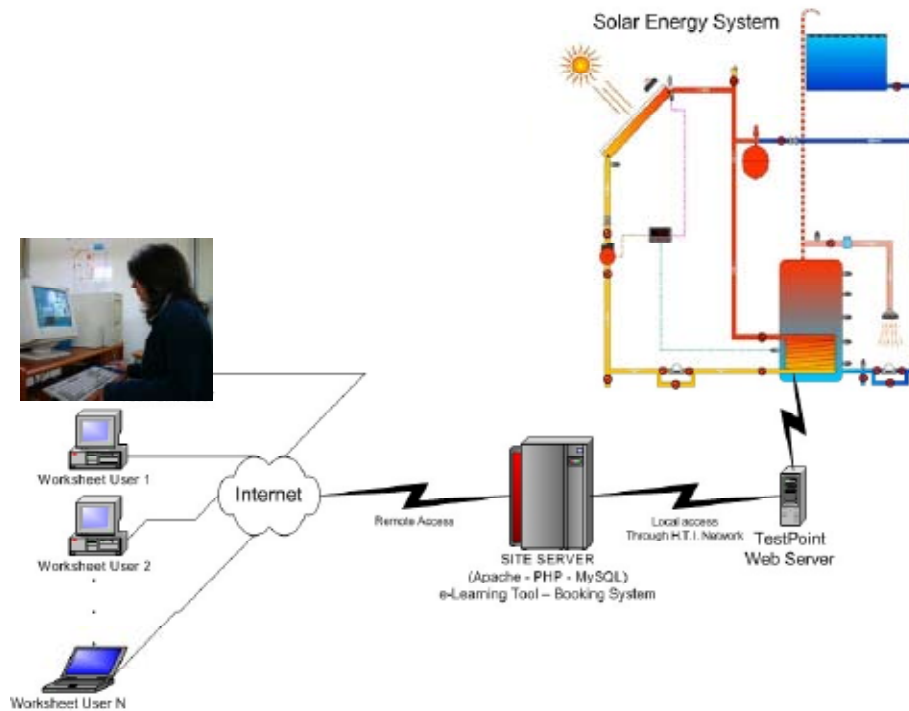 Solar Energy System
Worksheet User 1
Internet
Remote Access
Worksheet User 2
Worksheet User N
SITE SERVER
(Apache - PHP - MySQL)
e-Learning Tool – Booking System
Local access
Through H.T.I. Network
TestPoint
Web Server